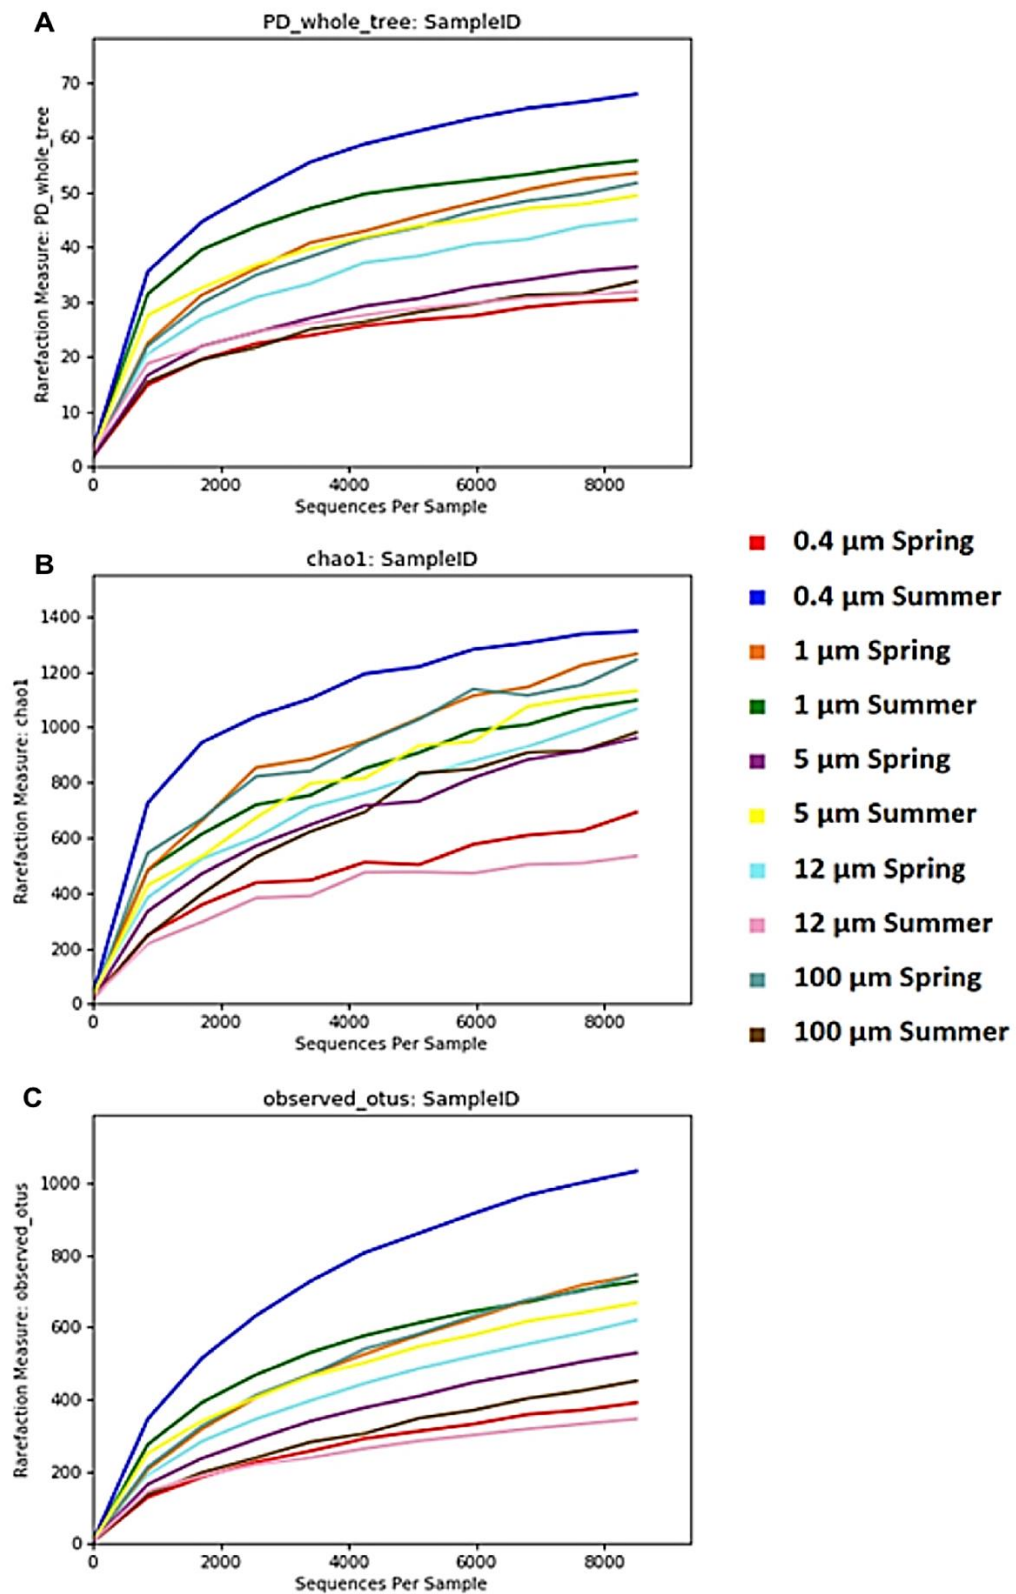 A
PD_whole_tree: SampleID
Rarefaction Measure: PD_whole_tree
70
60
50
40
30
20
10
0
0 2000 4000 6000 8000
Sequences Per Sample
B
chao1: SampleID
Rarefaction Measure: chao1
1400
1200
1000
800
600
400
200
0
0 2000 4000 6000 8000
Sequences Per Sample
0.4 µm Spring
0.4 µm Summer
1 µm Spring
1 µm Summer
5 µm Spring
5 µm Summer
12 µm Spring
12 µm Summer
100 µm Spring
100 µm Summer
C
observed_otus: SampleID
Rarefaction Measure: observed_otus
1000
800
600
400
200
0
0 2000 4000 6000 8000
Sequences Per Sample